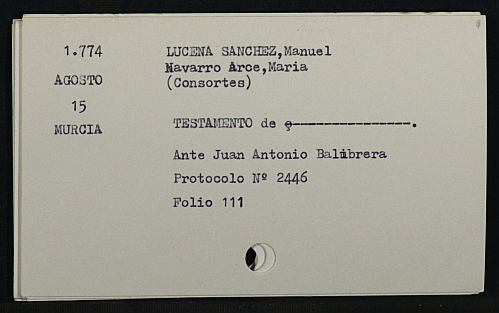 1.774
LUCENA SANCHEZ,Manuel
Navarro Arce,Maria
AGOSTO
(Consortes)
15
MURCIA
TESTAMENTO de ---------------.
Ante Juan Antonio Balibrera
Protocolo Nº 2446
Folio 111